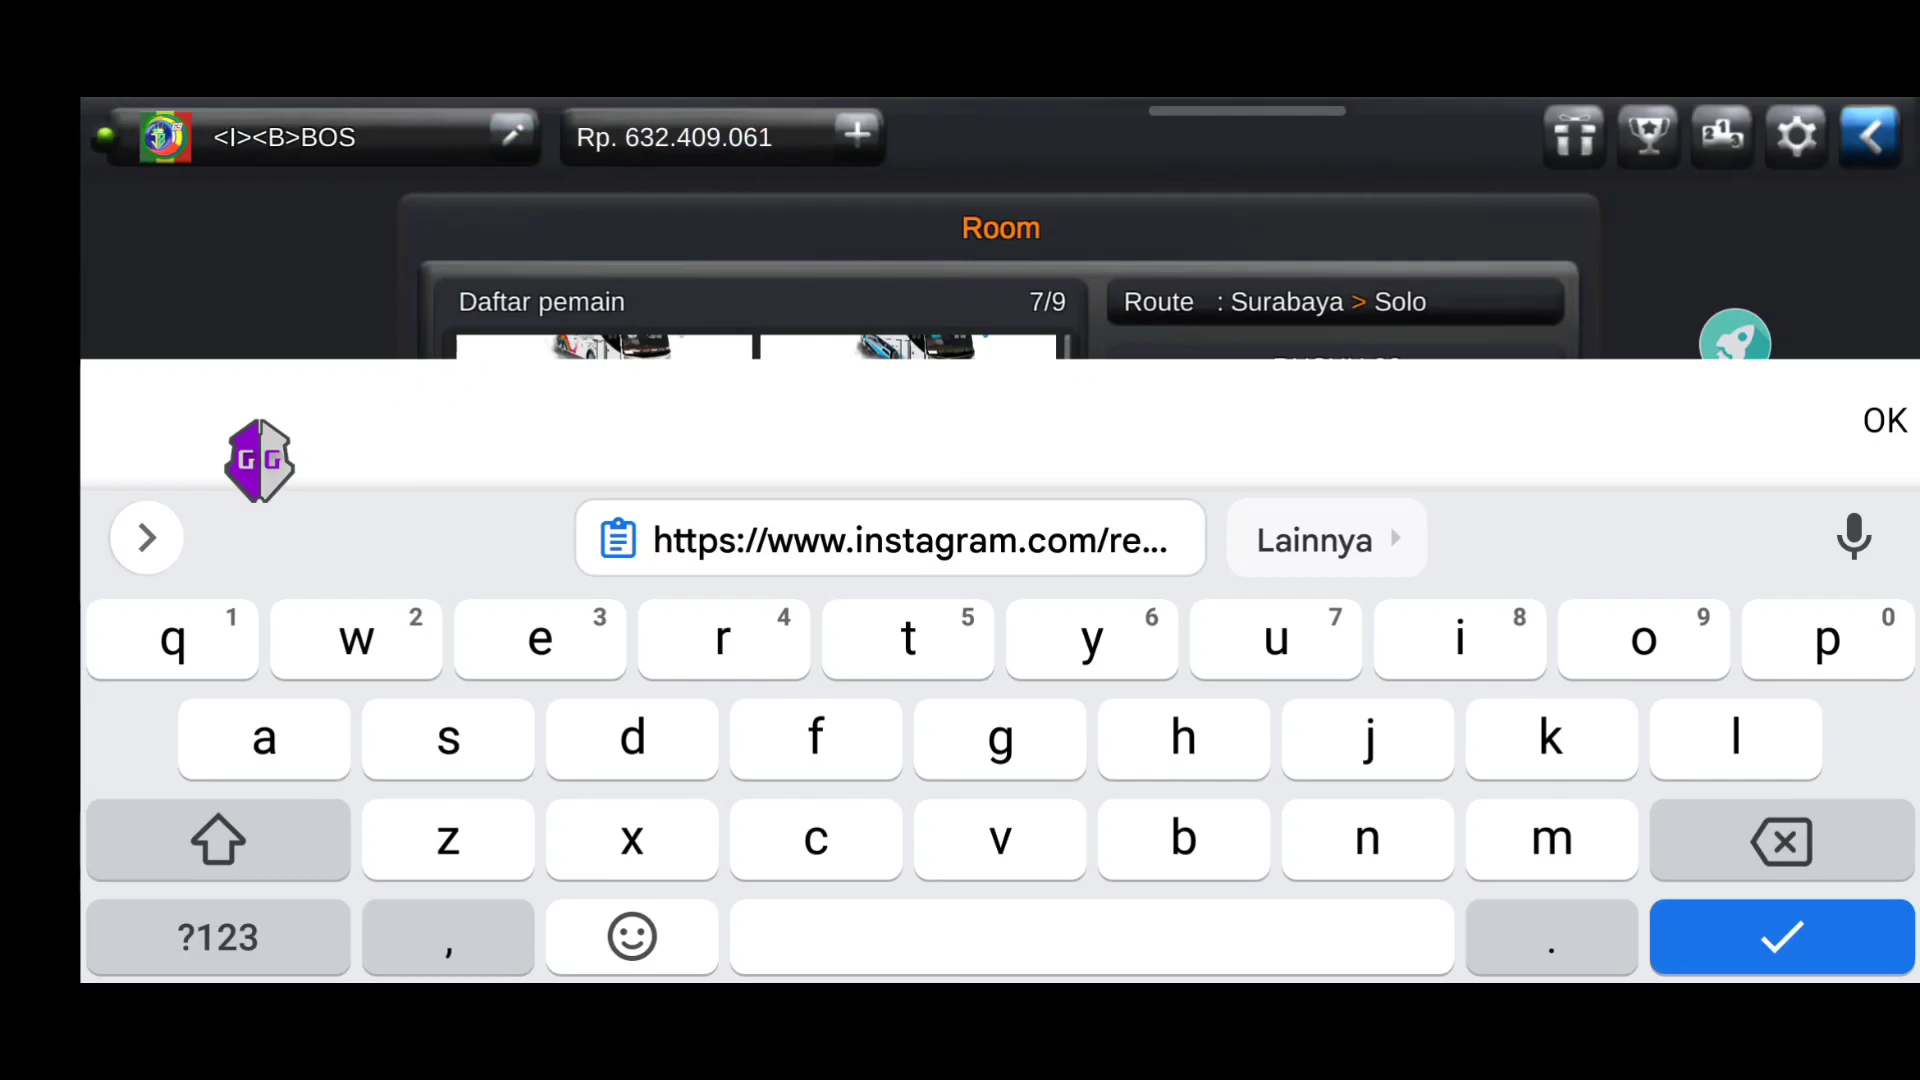 <I><B>BOS
Rp. 632.409.061
Room
Daftar pemain 7/9
Route : Surabaya > Solo
OK
GG
https://www.instagram.com/re...
Lainnya
q 1 w 2 e 3 r 4 t 5 y 6 u 7 i 8 o 9 p 0
a s d f g h j k l
z x c v b n m
?123 , .